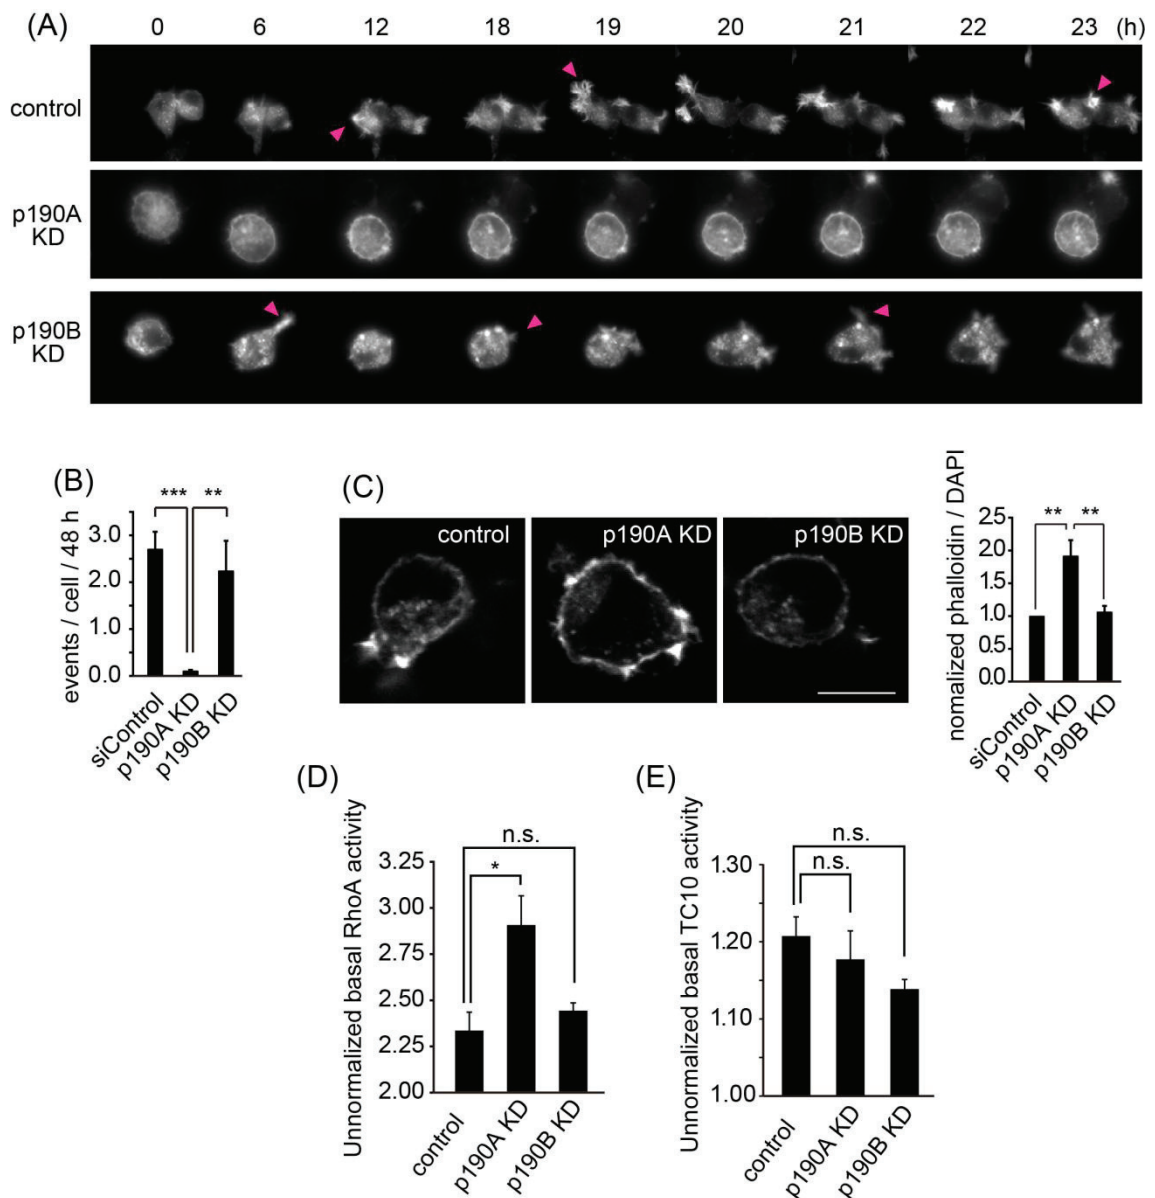 (A)
0 6 12 18 19 20 21 22 23 (h)
control
p190A
KD
p190B
KD
(B)
events / cell / 48 h
3.0
2.0
1.0
0.0
*** **
siControl
p190A KD
p190B KD
(C)
control
p190A KD
p190B KD
nomalized phalloidin / DAPI
2.5
2.0
1.5
1.0
0.5
0.0
** **
siControl
p190A KD
p190B KD
(D)
Unnormalized basal RhoA activity
3.25
3.00
2.75
2.50
2.25
2.00
n.s.
*
control
p190A KD
p190B KD
(E)
Unnormalized basal TC10 activity
1.30
1.20
1.10
1.00
n.s.
n.s.
control
p190A KD
p190B KD